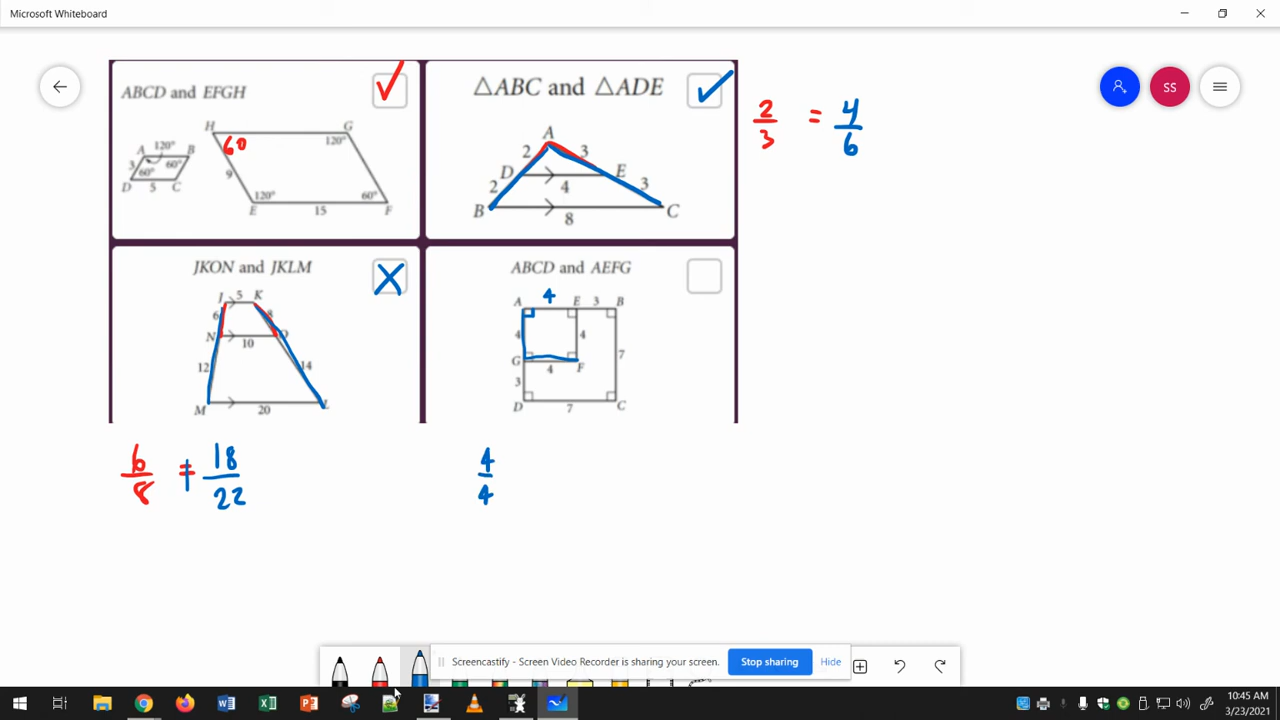 Microsoft Whiteboard
SS
ABCD and EFGH
A 120° B
3 60° 60°
D 5 C
H G
60 120°
9
120° 60°
E 15 F
△ABC and △ADE
A
2 3
D E
2 4 3
B 8 C
2/3 = 4/6
JKON and JKLM
J 5 K
6 8
N 10 O
12 14
M 20 L
ABCD and AEFG
4
A E 3 B
4 4
7
G 4 F
3
D 7 C
6/8 ≠ 18/22
4/4
Screencastify - Screen Video Recorder is sharing your screen.
Stop sharing
Hide
10:45 AM
3/23/2021